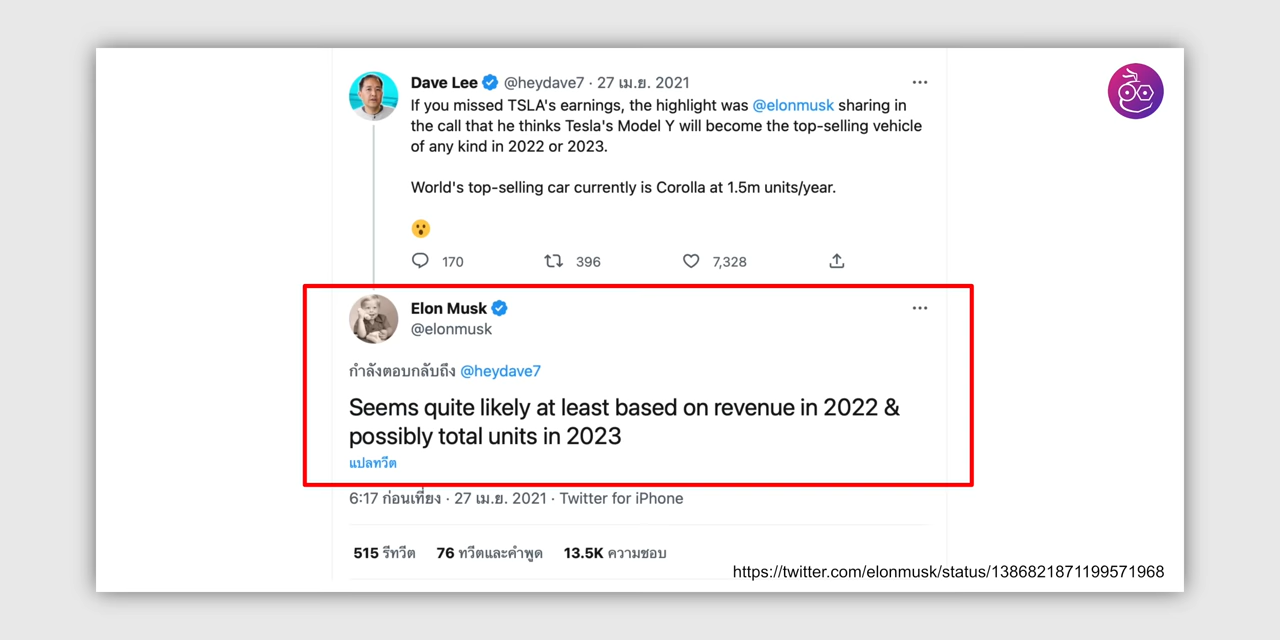 Dave Lee @heydave7 · 27 เม.ย. 2021
If you missed TSLA's earnings, the highlight was @elonmusk sharing in
the call that he thinks Tesla's Model Y will become the top-selling vehicle
of any kind in 2022 or 2023.
World's top-selling car currently is Corolla at 1.5m units/year.
170 396 7,328
Elon Musk
@elonmusk
กำลังตอบกลับถึง @heydave7
Seems quite likely at least based on revenue in 2022 &
possibly total units in 2023
แปลทวีต
6:17 ก่อนเที่ยง · 27 เม.ย. 2021 · Twitter for iPhone
515 รีทวีต 76 ทวีตและคำพูด 13.5K ความชอบ
https://twitter.com/elonmusk/status/1386821871199571968